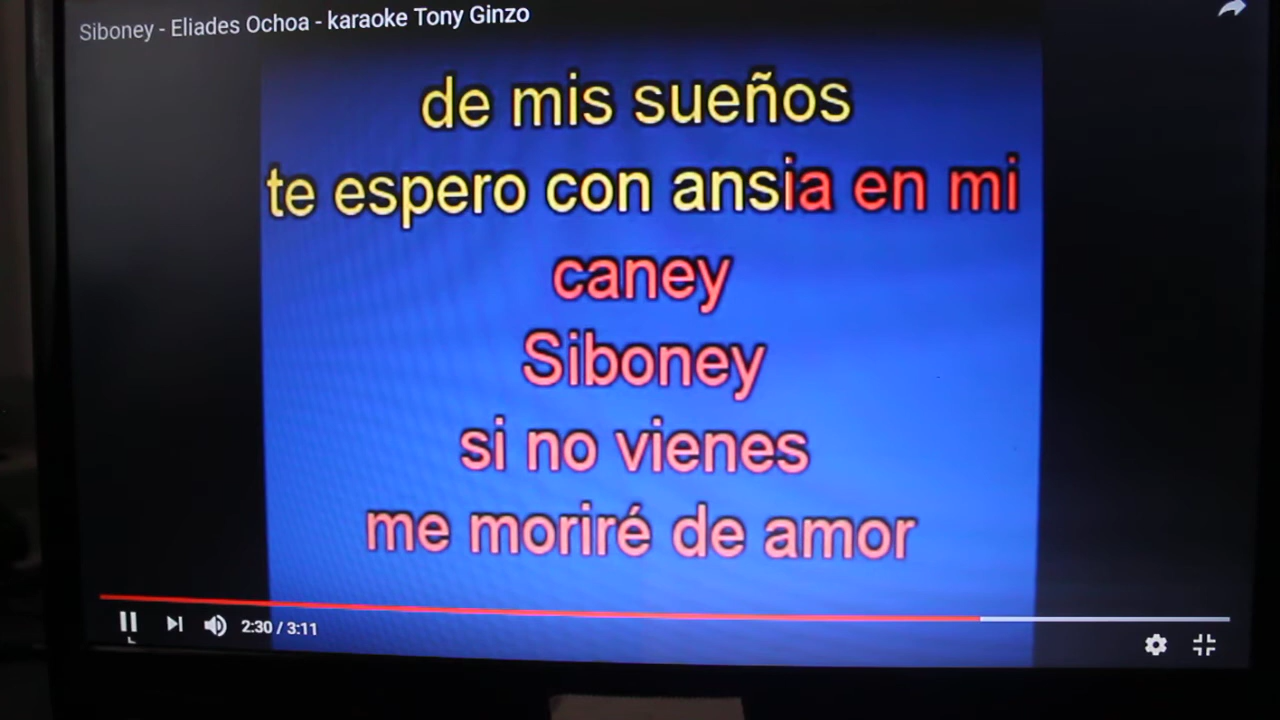 Siboney - Eliades Ochoa - karaoke Tony Ginzo
de mis sueños
te espero con ansia en mi
caney
Siboney
si no vienes
me moriré de amor
2:30 / 3:11